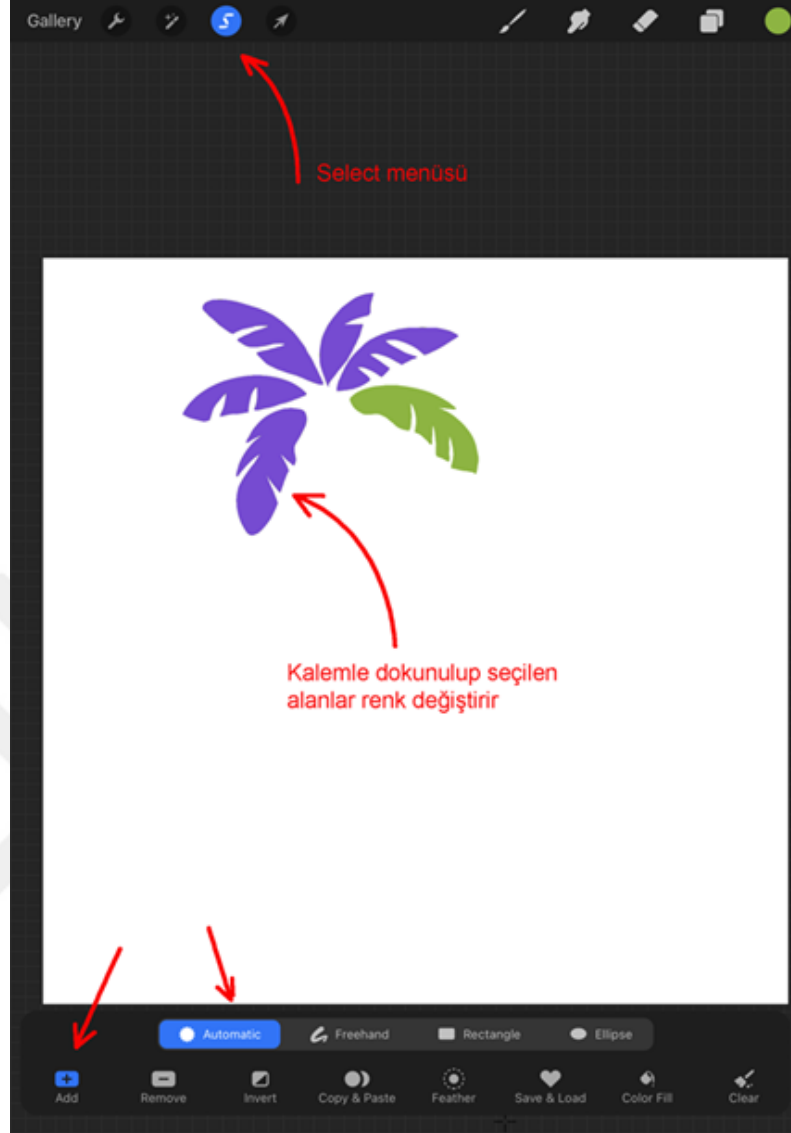 Gallery
Select menüsü
Kalemle dokunulup seçilen
alanlar renk değiştirir
Automatic Freehand Rectangle Ellipse
Add Remove Invert Copy & Paste Feather Save & Load Color Fill Clear